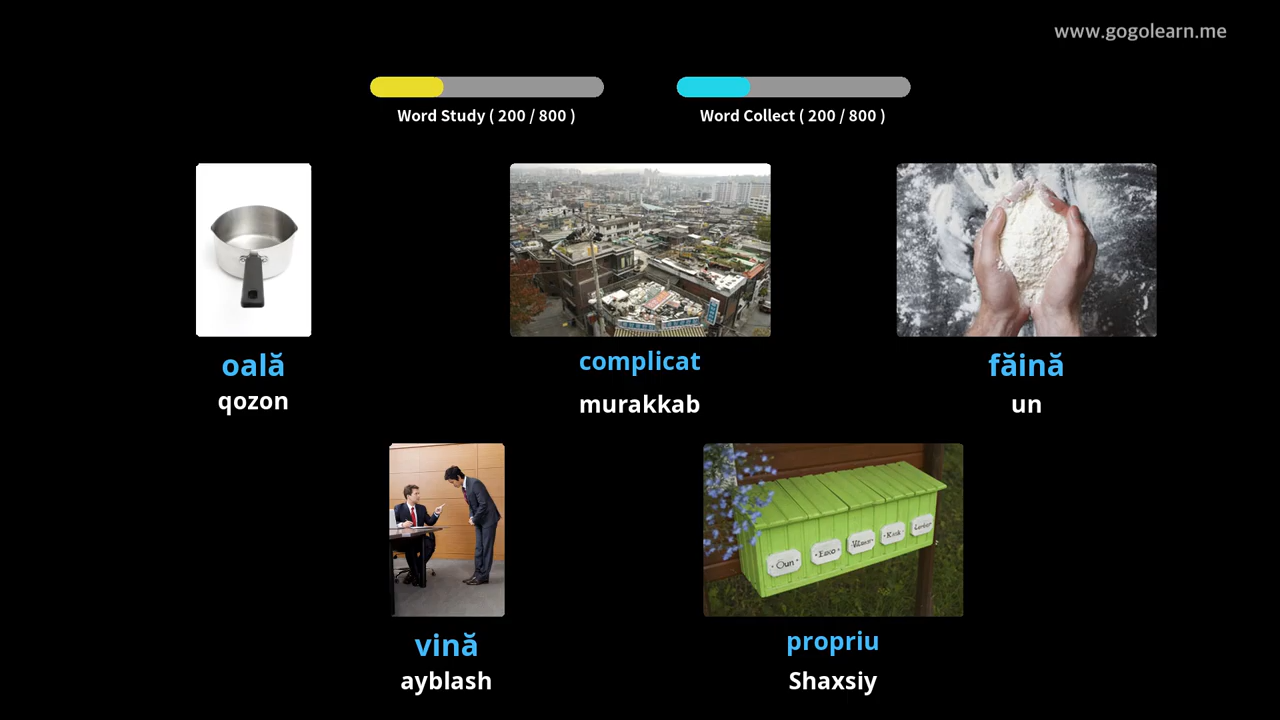 www.gogolearn.me
Word Study ( 200 / 800 )
Word Collect ( 200 / 800 )
oală
qozon
complicat
murakkab
făină
un
vină
ayblash
propriu
Shaxsiy